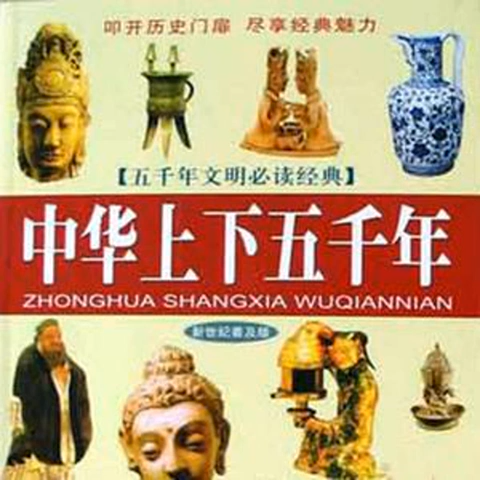 叩开历史门扉 尽享经典魅力
【五千年文明必读经典】
中华上下五千年
ZHONGHUA SHANGXIA WUQIANNIAN
新世纪普及版